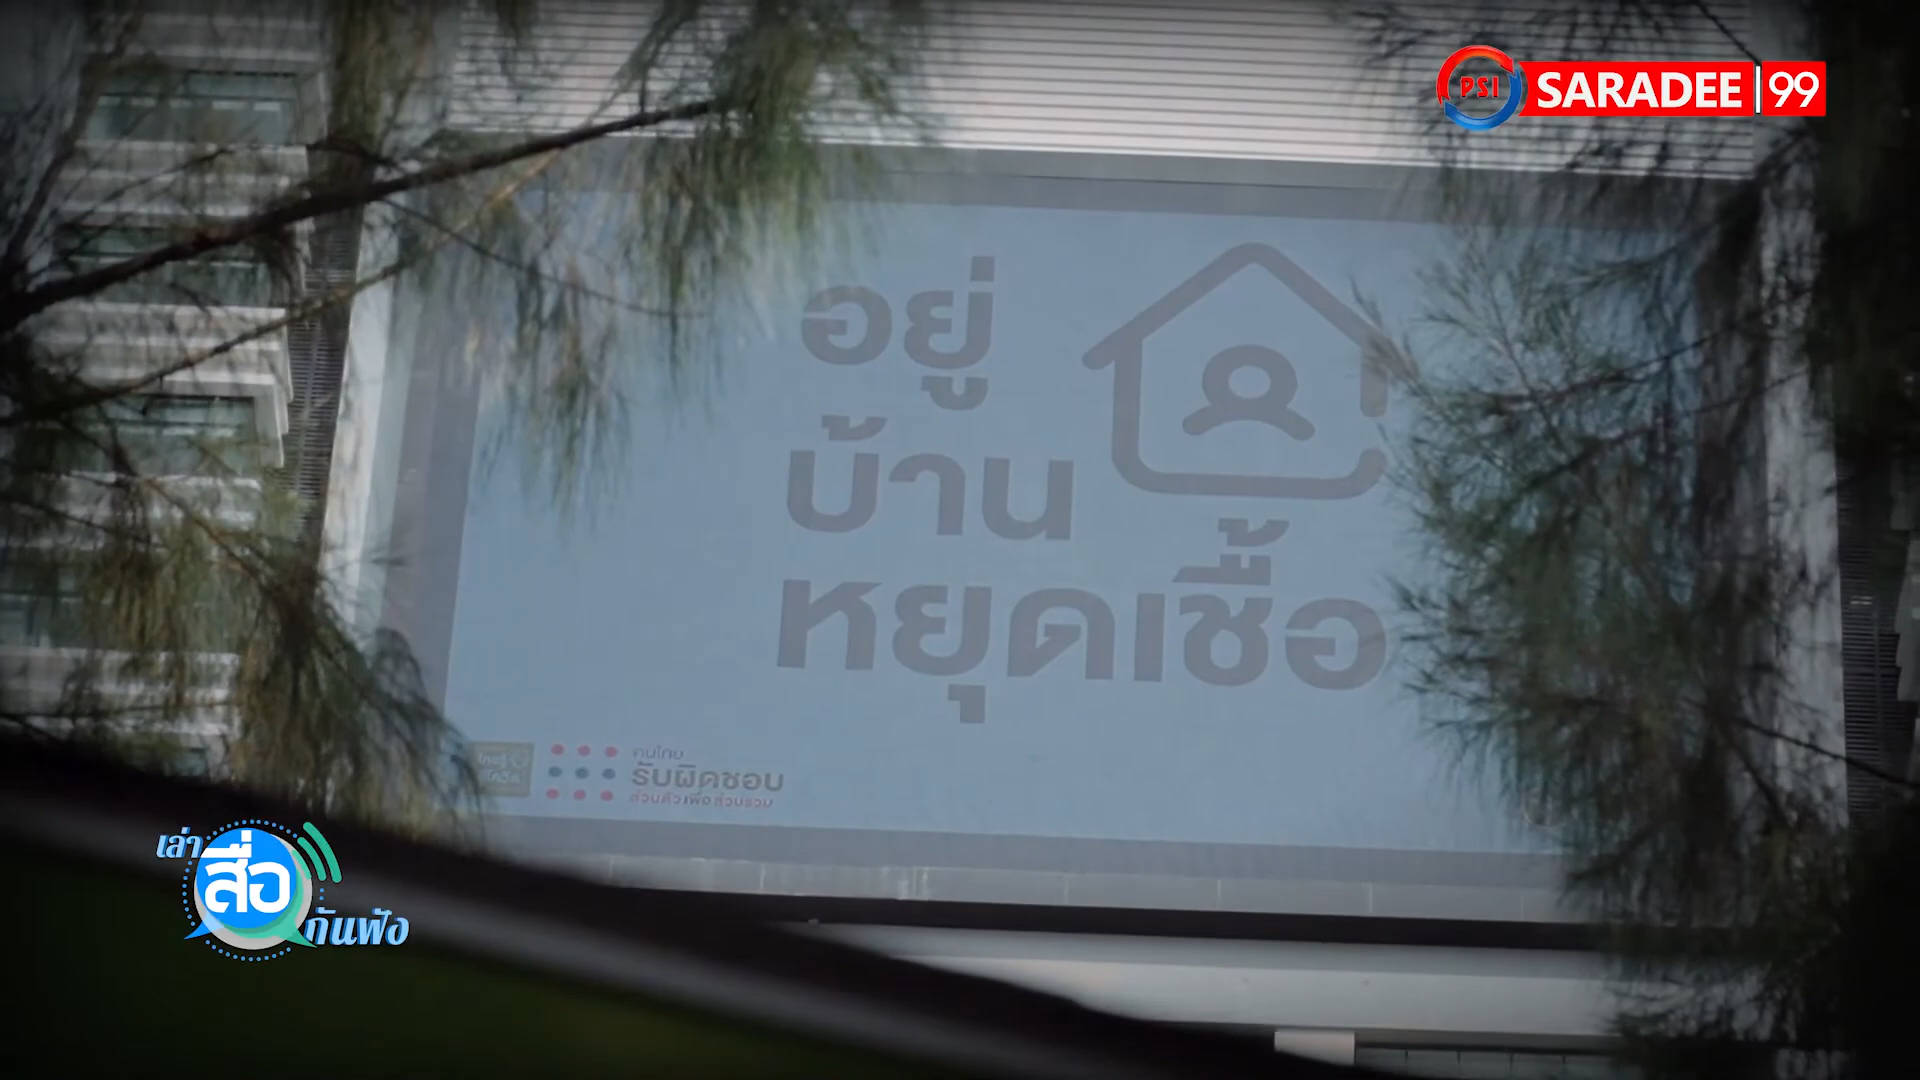 PSI SARADEE 99
อยู่
บ้าน
หยุดเชื้อ
คนไทย
รับผิดชอบ
ส่วนตัวเพื่อส่วนรวม
เล่า
สื่อ
กันฟัง